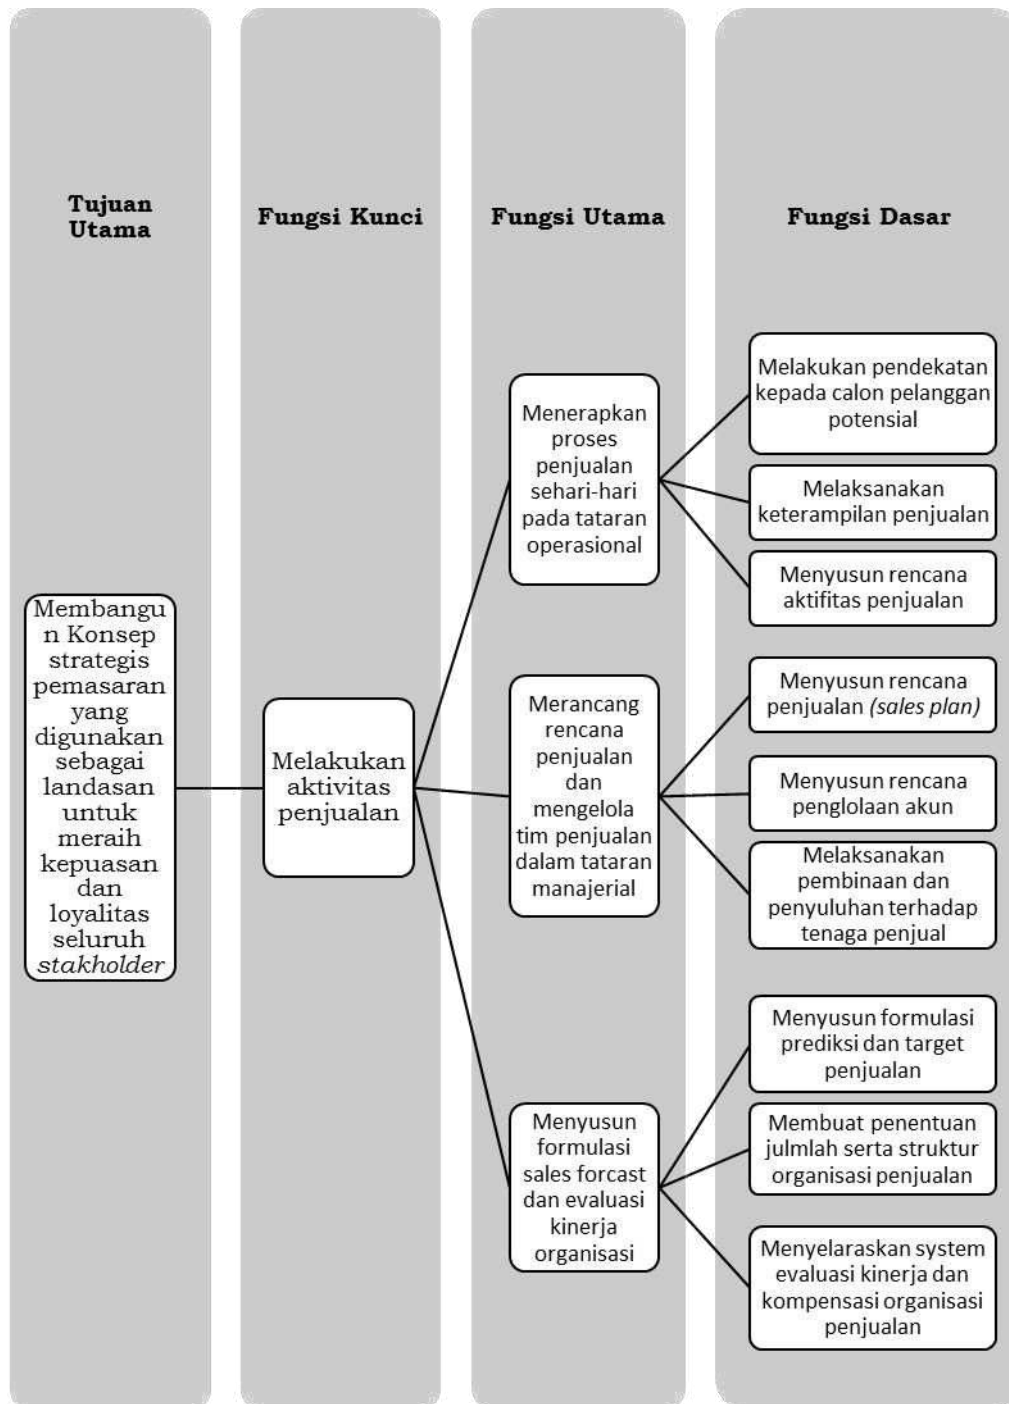 Tujuan
Utama
Fungsi Kunci
Fungsi Utama
Fungsi Dasar
Membangu
n Konsep
strategis
pemasaran
yang
digunakan
sebagai
landasan
untuk
meraih
kepuasan
dan
loyalitas
seluruh
stakholder
Melakukan
aktivitas
penjualan
Menerapkan
proses
penjualan
sehari-hari
pada tataran
operasional
Melakukan pendekatan
kepada calon pelanggan
potensial
Melaksanakan
keterampilan penjualan
Menyusun rencana
aktifitas penjualan
Merancang
rencana
penjualan
dan
mengelola
tim penjualan
dalam tataran
manajerial
Menyusun rencana
penjualan (sales plan)
Menyusun rencana
penglolaan akun
Melaksanakan
pembinaan dan
penyuluhan terhadap
tenaga penjual
Menyusun
formulasi
sales forcast
dan evaluasi
kinerja
organisasi
Menyusun formulasi
prediksi dan target
penjualan
Membuat penentuan
julmlah serta struktur
organisasi penjualan
Menyelaraskan system
evaluasi kinerja dan
kompensasi organisasi
penjualan